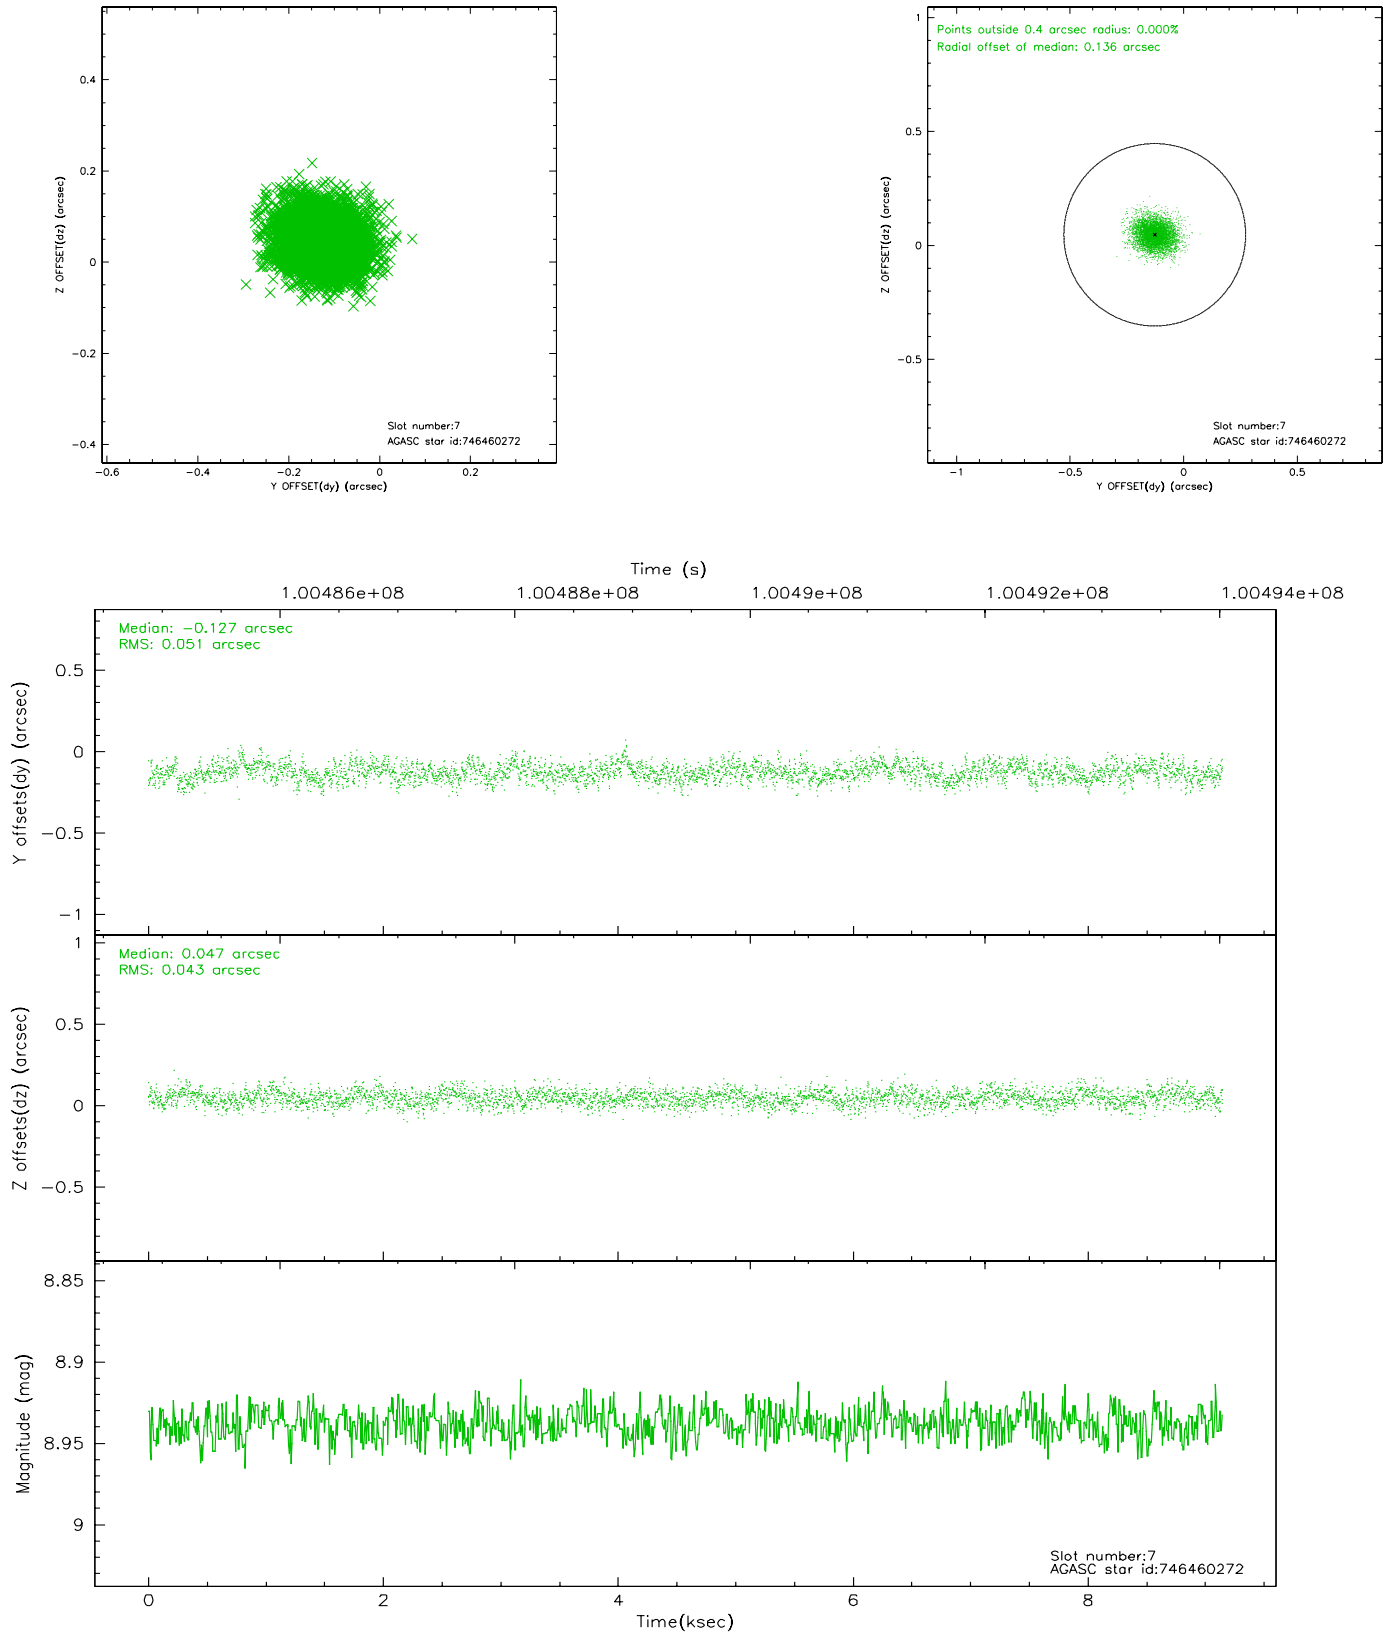 0.4
0.2
0
-0.2
-0.4
Z OFFSET(dz) (arcsec)
Slot number:7
AGASC star id:746460272
-0.6
-0.4
-0.2
0
0.2
Y OFFSET(dy) (arcsec)
Points outside 0.4 arcsec radius: 0.000%
Radial offset of median: 0.136 arcsec
1
0.5
0
-0.5
Z OFFSET(dz) (arcsec)
Slot number:7
AGASC star id:746460272
-1
-0.5
0
0.5
Y OFFSET(dy) (arcsec)
Time (s)
1.00486e+08
1.00488e+08
1.0049e+08
1.00492e+08
1.00494e+08
Median: -0.127 arcsec
RMS: 0.051 arcsec
0.5
0
-0.5
-1
Y offsets(dy) (arcsec)
Median: 0.047 arcsec
RMS: 0.043 arcsec
1
0.5
0
-0.5
Z offsets(dz) (arcsec)
8.85
8.9
8.95
9
Magnitude (mag)
Slot number:7
AGASC star id:746460272
0
2
4
6
8
Time(ksec)